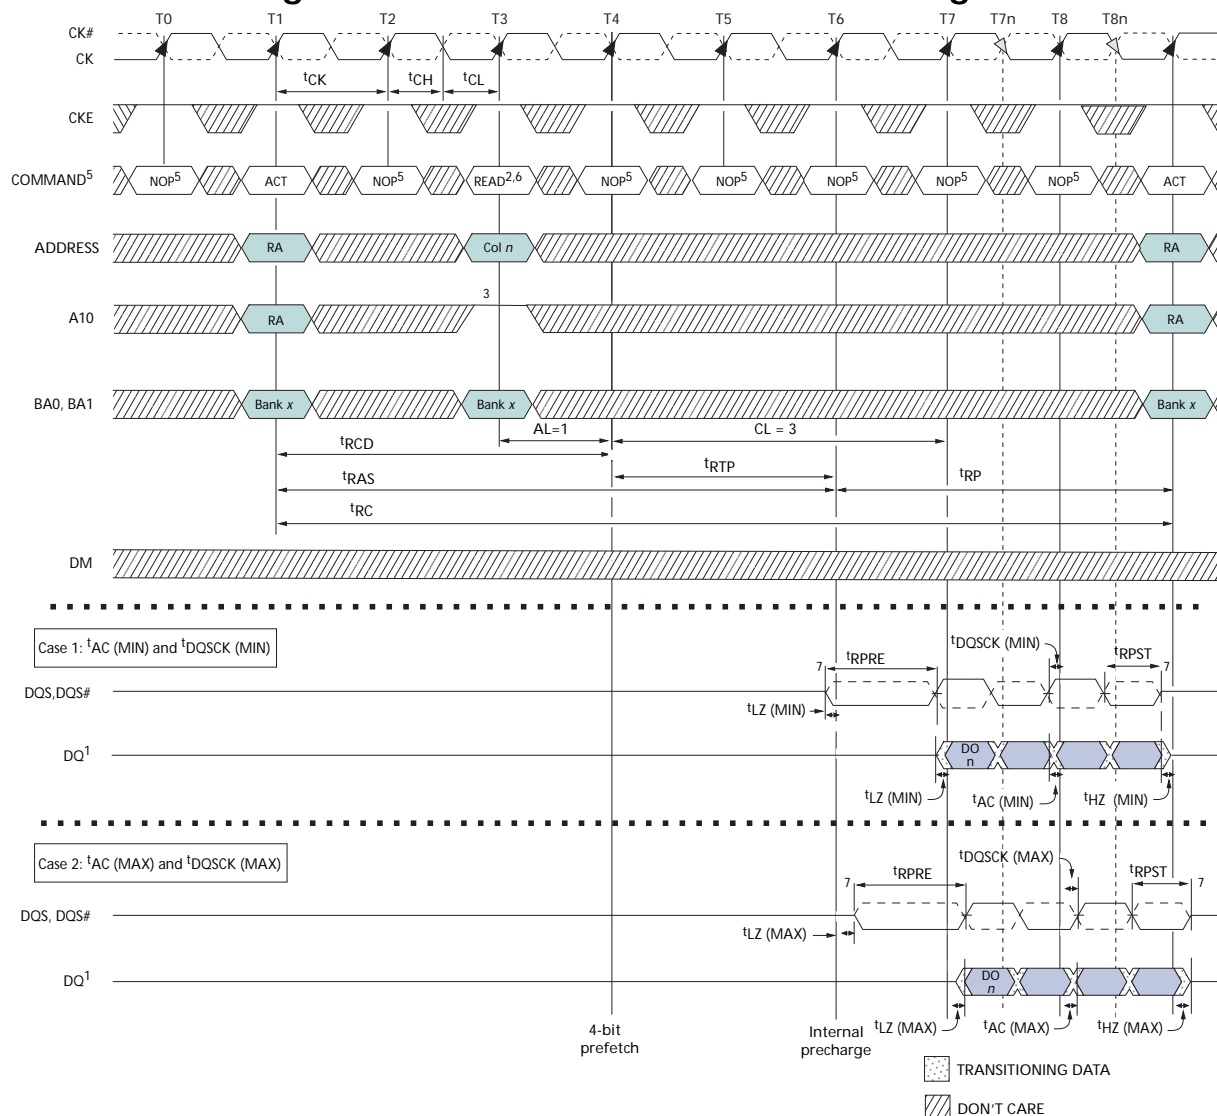 T0 T1 T2 T3 T4 T5 T6 T7 T7n T8 T8n
CK#
CK
tCK tCH tCL
CKE
COMMAND5 NOP5 ACT NOP5 READ2,6 NOP5 NOP5 NOP5 NOP5 NOP5 ACT
ADDRESS RA Col n RA
3
A10 RA RA
BA0, BA1 Bank x Bank x Bank x
AL=1 CL = 3
tRCD
tRTP
tRAS tRP
tRC
DM
Case 1: tAC (MIN) and tDQSCK (MIN)
tDQSCK (MIN)
7 tRPRE tRPST 7
DQS,DQS#
tLZ (MIN)
DQ1 DO
n
tLZ (MIN) tAC (MIN) tHZ (MIN)
Case 2: tAC (MAX) and tDQSCK (MAX)
tDQSCK (MAX)
7 tRPRE tRPST 7
DQS, DQS#
tLZ (MAX)
DQ1 DO
n
tLZ (MAX) tAC (MAX) tHZ (MAX)
4-bit
prefetch
Internal
precharge
TRANSITIONING DATA
DON'T CARE